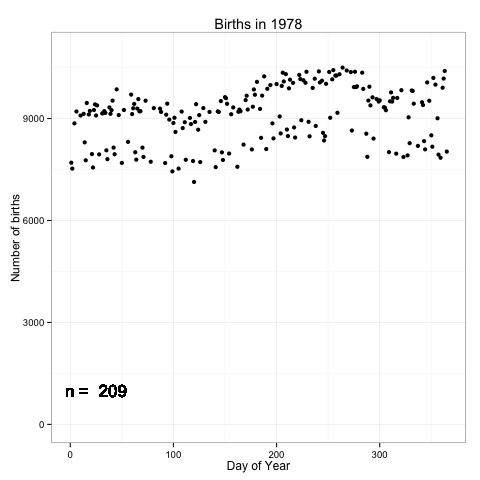 Births in 1978
Number of births
9000
6000
3000
0
n = 209
0 100 200 300
Day of Year